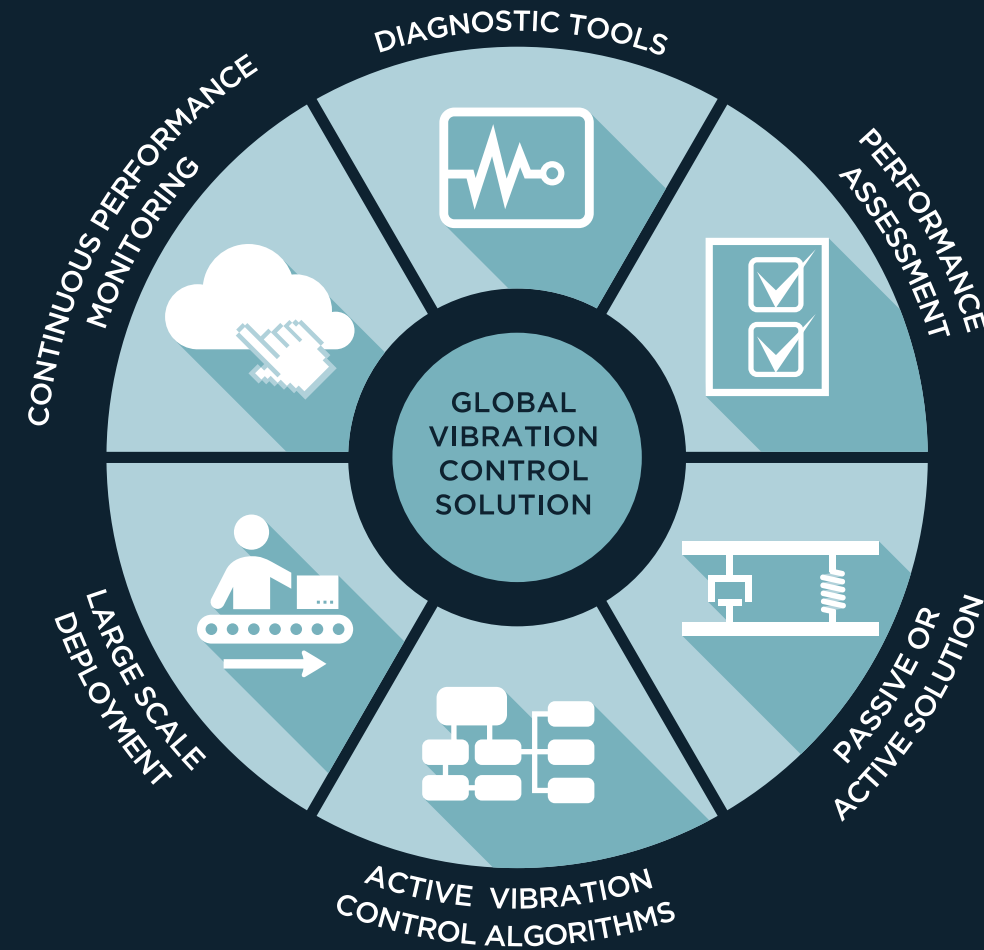 DIAGNOSTIC TOOLS
PERFORMANCE
ASSESSMENT
PASSIVE OR
ACTIVE SOLUTION
ACTIVE VIBRATION
CONTROL ALGORITHMS
LARGE SCALE
DEPLOYMENT
CONTINUOUS PERFORMANCE
MONITORING
GLOBAL
VIBRATION
CONTROL
SOLUTION